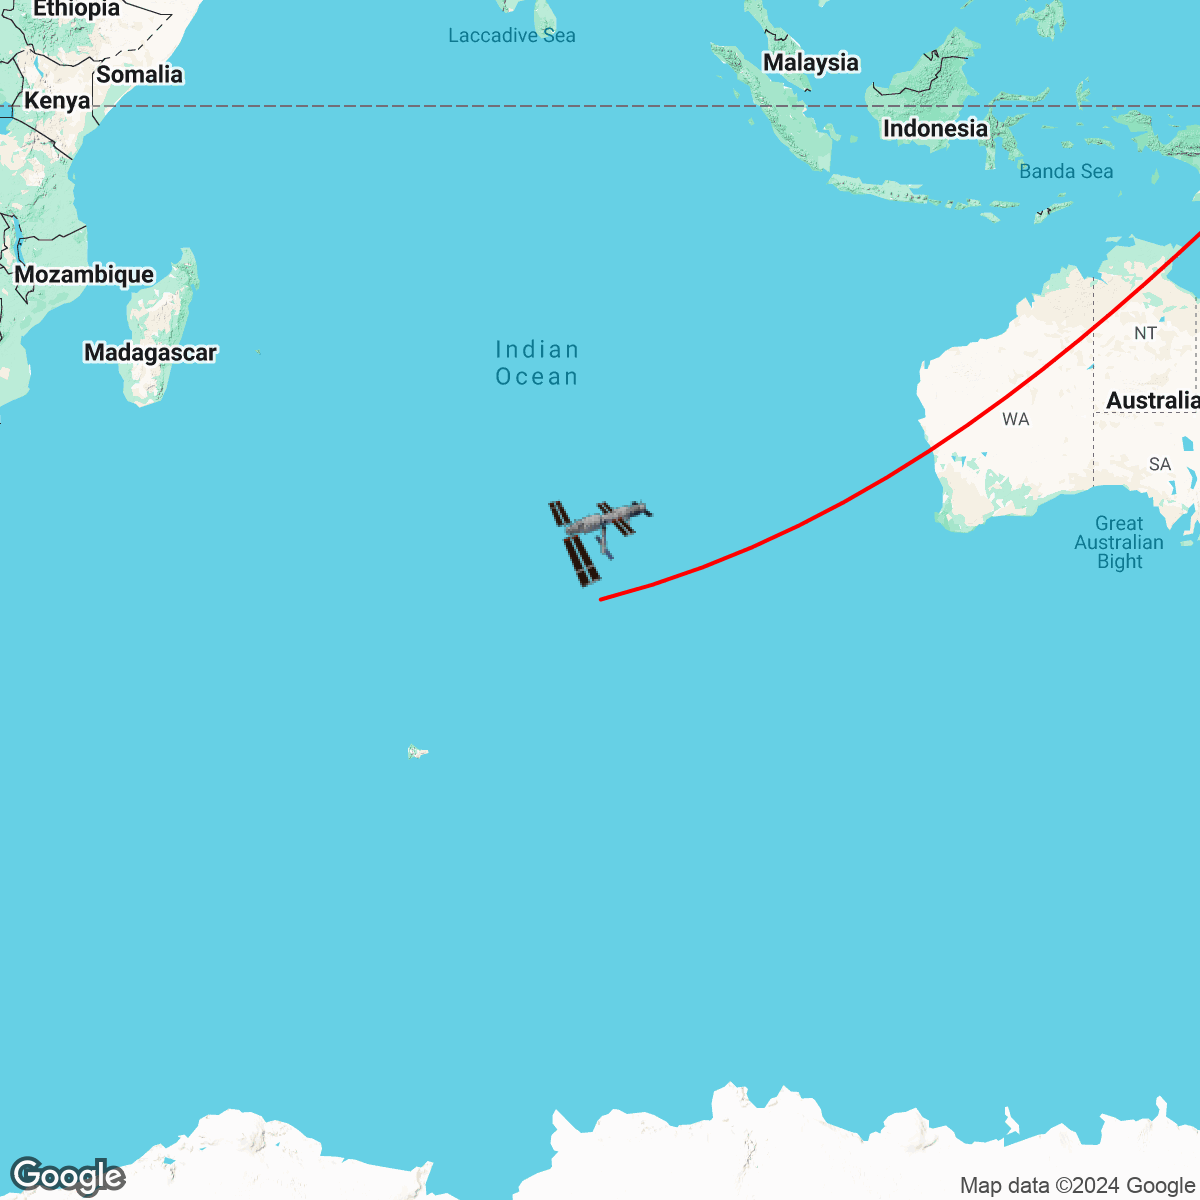 Ethiopia
Laccadive Sea
Somalia
Malaysia
Kenya
Indonesia
Banda Sea
Mozambique
Madagascar
Indian
Ocean
NT
Australia
WA
SA
Great
Australian
Bight
Google
Map data ©2024 Google